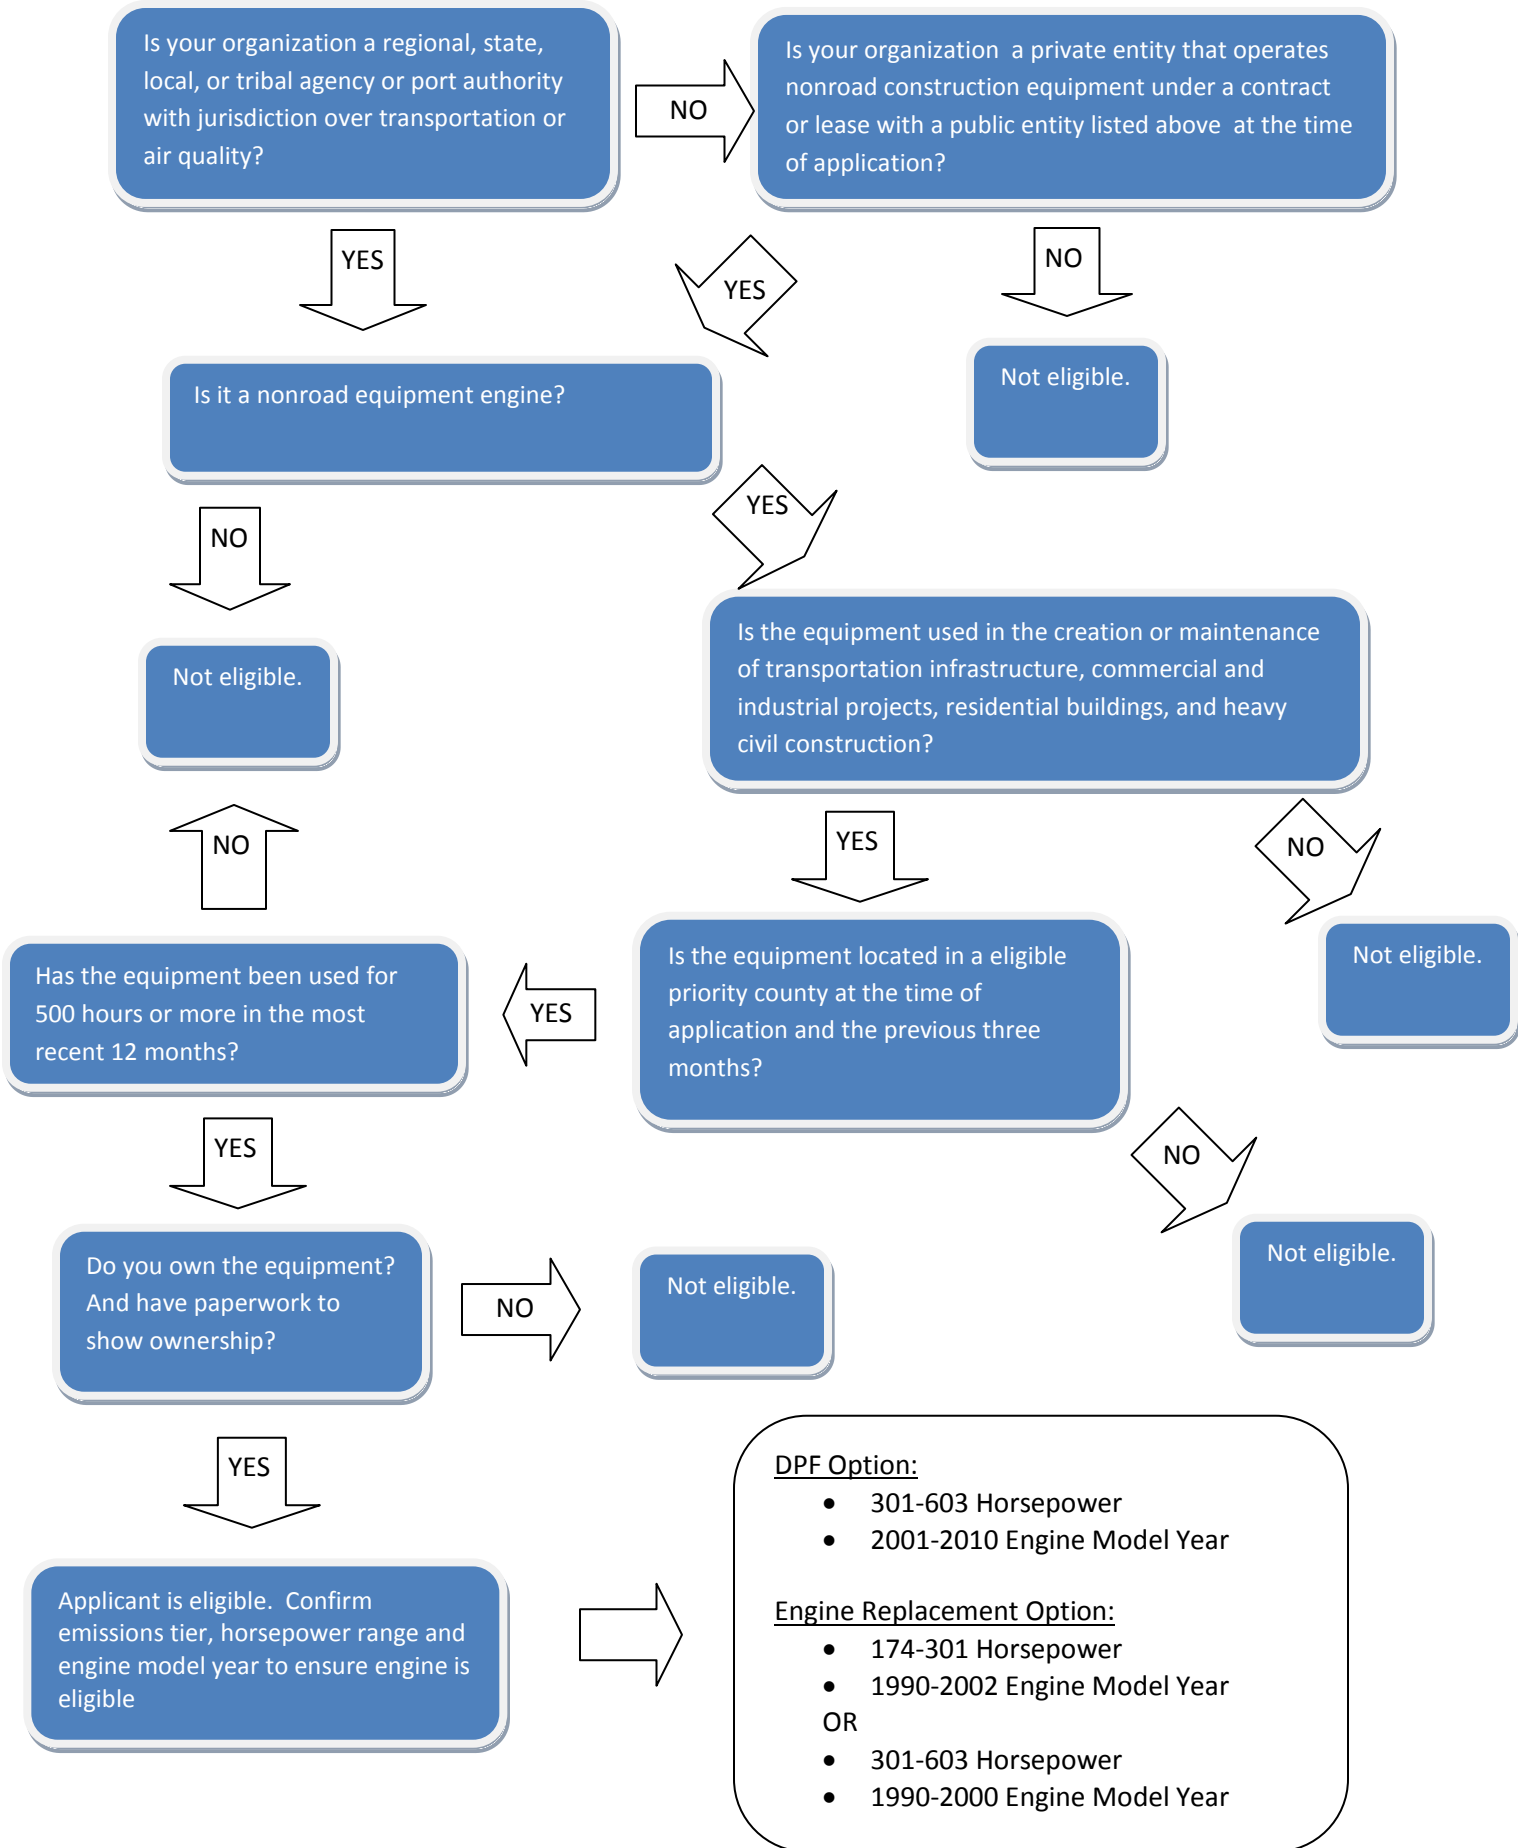 Is your organization a regional, state,
local, or tribal agency or port authority
with jurisdiction over transportation or
air quality?
NO
Is your organization  a private entity that operates
nonroad construction equipment under a contract
or lease with a public entity listed above  at the time
of application?
YES
YES
NO
Is it a nonroad equipment engine?
Not eligible.
NO
YES
Not eligible.
Is the equipment used in the creation or maintenance
of transportation infrastructure, commercial and
industrial projects, residential buildings, and heavy
civil construction?
NO
YES
NO
Has the equipment been used for
500 hours or more in the most
recent 12 months?
YES
Is the equipment located in a eligible
priority county at the time of
application and the previous three
months?
Not eligible.
YES
NO
Do you own the equipment?
And have paperwork to
show ownership?
NO
Not eligible.
Not eligible.
YES
Applicant is eligible.  Confirm
emissions tier, horsepower range and
engine model year to ensure engine is
eligible
DPF Option:
• 301-603 Horsepower
• 2001-2010 Engine Model Year
Engine Replacement Option:
• 174-301 Horsepower
• 1990-2002 Engine Model Year
OR
• 301-603 Horsepower
• 1990-2000 Engine Model Year